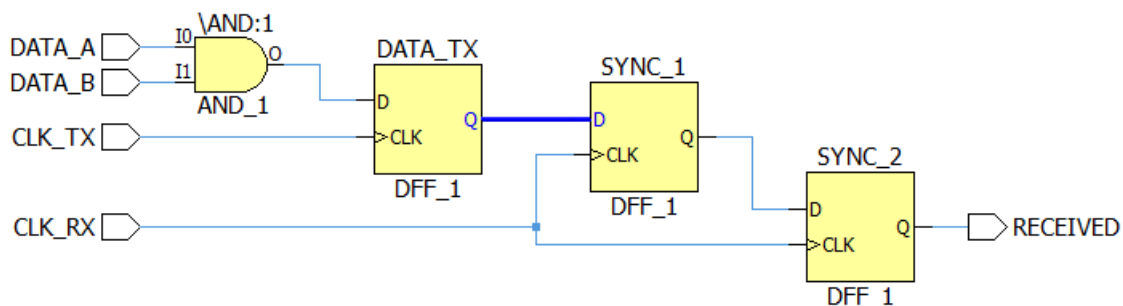 \AND:1
DATA_A
I0
O
DATA_B
I1
AND_1
DATA_TX
D
Q
CLK_TX
CLK
DFF_1
SYNC_1
D
Q
CLK
DFF_1
SYNC_2
D
CLK_RX
CLK
Q
RECEIVED
DFF_1